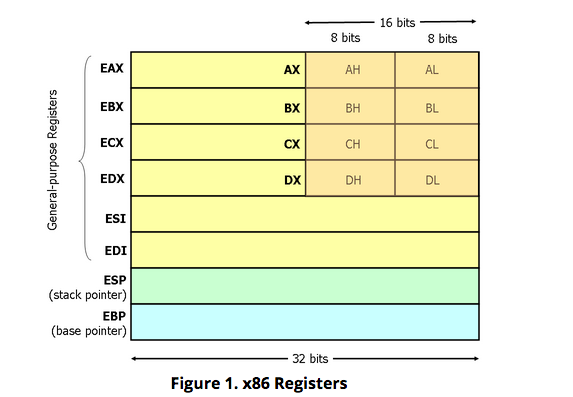 16 bits
8 bits 8 bits
General-purpose Registers
EAX AX AH AL
EBX BX BH BL
ECX CX CH CL
EDX DX DH DL
ESI
EDI
ESP
(stack pointer)
EBP
(base pointer)
32 bits
Figure 1. x86 Registers